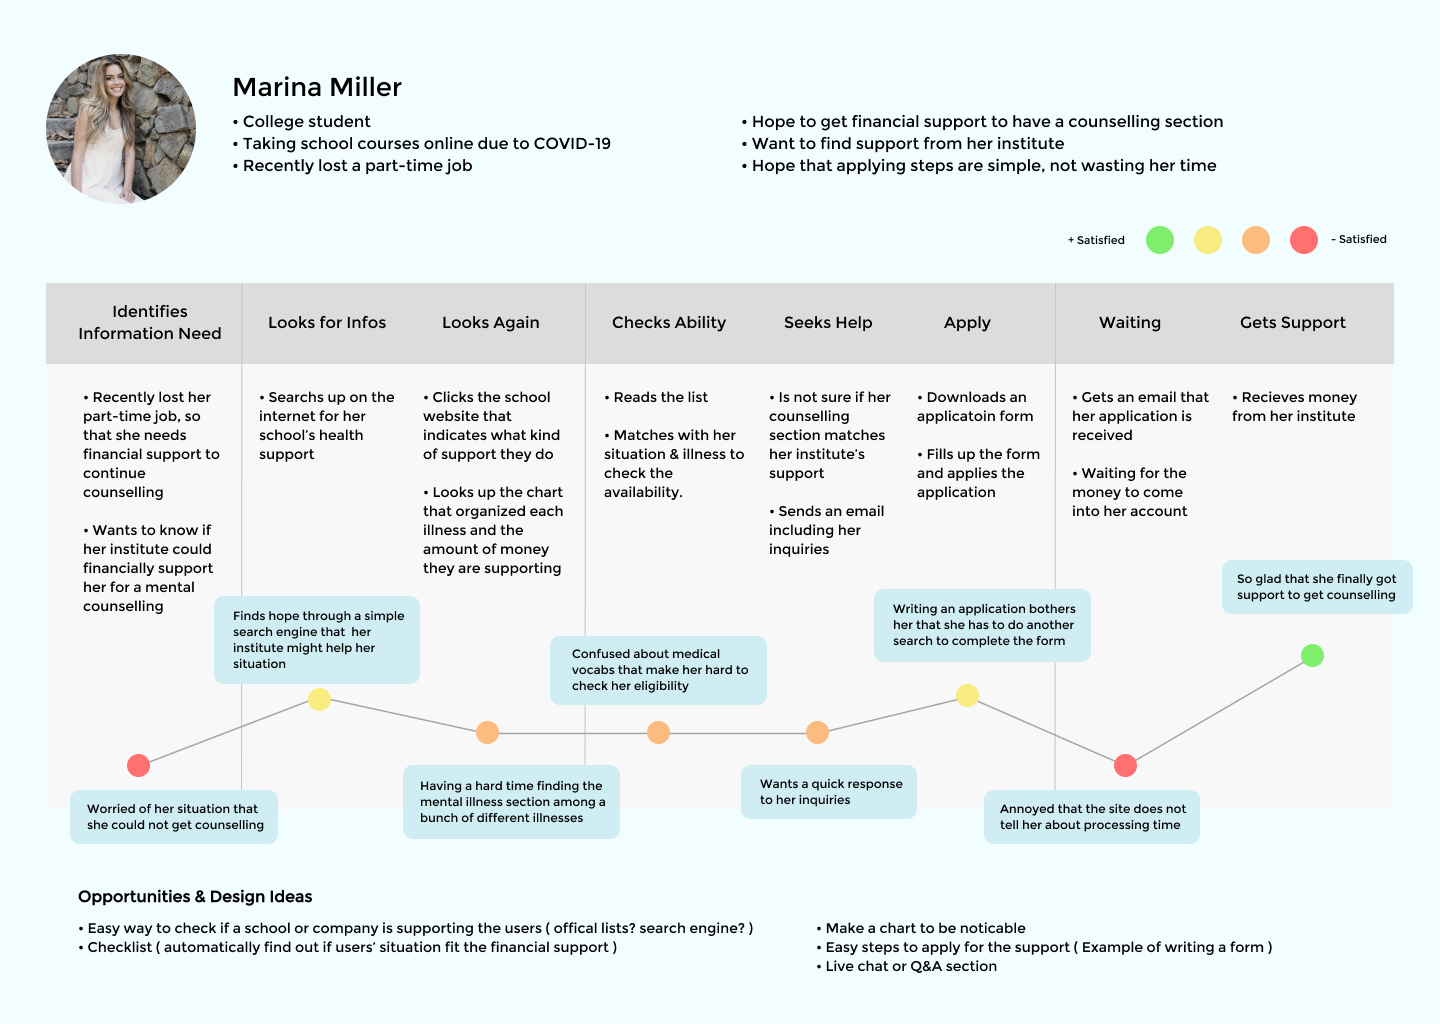 Marina Miller
• College student
• Taking school courses online due to COVID-19
• Recently lost a part-time job
• Hope to get financial support to have a counselling section
• Want to find support from her institute
• Hope that applying steps are simple, not wasting her time
+ Satisfied
- Satisfied
Identifies
Information Need
Looks for Infos
Looks Again
Checks Ability
Seeks Help
Apply
Waiting
Gets Support
• Recently lost her
part-time job, so
that she needs
financial support to
continue
counselling
• Wants to know if
her institute could
financially support
her for a mental
counselling
• Searchs up on the
internet for her
school's health
support
• Clicks the school
website that
indicates what kind
of support they do
• Looks up the chart
that organized each
illness and the
amount of money
they are supporting
• Reads the list
• Matches with her
situation & illness to
check the
availability.
• Is not sure if her
counselling
section matches
her institute's
support
• Sends an email
including her
inquiries
• Downloads an
applicatoin form
• Fills up the form
and applies the
application
• Gets an email that
her application is
received
• Waiting for the
money to come
into her account
• Recieves money
from her institute
Worried of her situation that
she could not get counselling
Finds hope through a simple
search engine that her
institute might help her
situation
Having a hard time finding the
mental illness section among a
bunch of different illnesses
Confused about medical
vocabs that make her hard to
check her eligibility
Wants a quick response
to her inquiries
Writing an application bothers
her that she has to do another
search to complete the form
Annoyed that the site does not
tell her about processing time
So glad that she finally got
support to get counselling
Opportunities & Design Ideas
• Easy way to check if a school or company is supporting the users ( offical lists? search engine? )
• Checklist ( automatically find out if users' situation fit the financial support )
• Make a chart to be noticable
• Easy steps to apply for the support ( Example of writing a form )
• Live chat or Q&A section